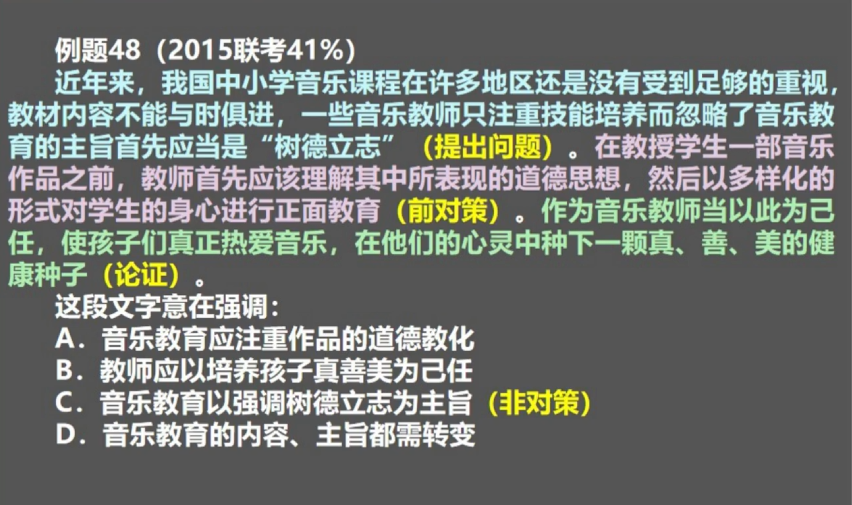 例题48（2015联考41%）
近年来，我国中小学音乐课程在许多地区还是没有受到足够的重视，
教材内容不能与时俱进，一些音乐教师只注重技能培养而忽略了音乐教
育的主旨首先应当是“树德立志”（提出问题）。在教授学生一部音乐
作品之前，教师首先应该理解其中所表现的道德思想，然后以多样化的
形式对学生的身心进行正面教育（前对策）。作为音乐教师当以此为己
任，使孩子们真正热爱音乐，在他们的心灵中种下一颗真、善、美的健
康种子（论证）。
这段文字意在强调：
A．音乐教育应注重作品的道德教化
B．教师应以培养孩子真善美为己任
C．音乐教育以强调树德立志为主旨（非对策）
D．音乐教育的内容、主旨都需转变